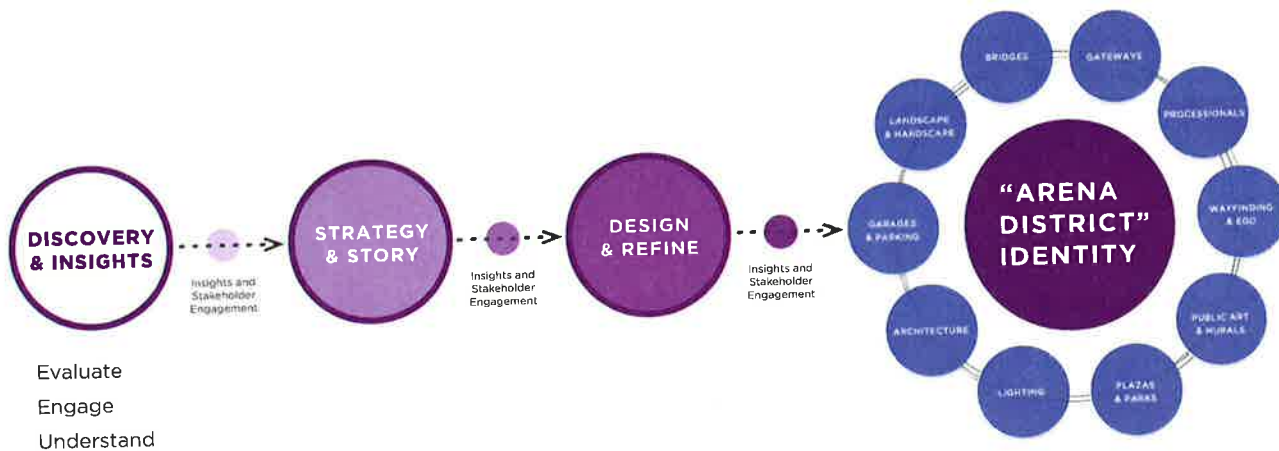 DISCOVERY
& INSIGHTS
Insights and
Stakeholder
Engagement
STRATEGY
& STORY
Insights and
Stakeholder
Engagement
DESIGN
& REFINE
Insights and
Stakeholder
Engagement
"ARENA
DISTRICT"
IDENTITY
BRIDGES
GATEWAYS
PROCESSIONALS
WAYFINDING
& EGD
PUBLIC ART
& MURALS
PLAZAS
& PARKS
LIGHTING
ARCHITECTURE
GARAGES
& PARKING
LANDSCAPE
& HARDSCAPE
Evaluate
Engage
Understand